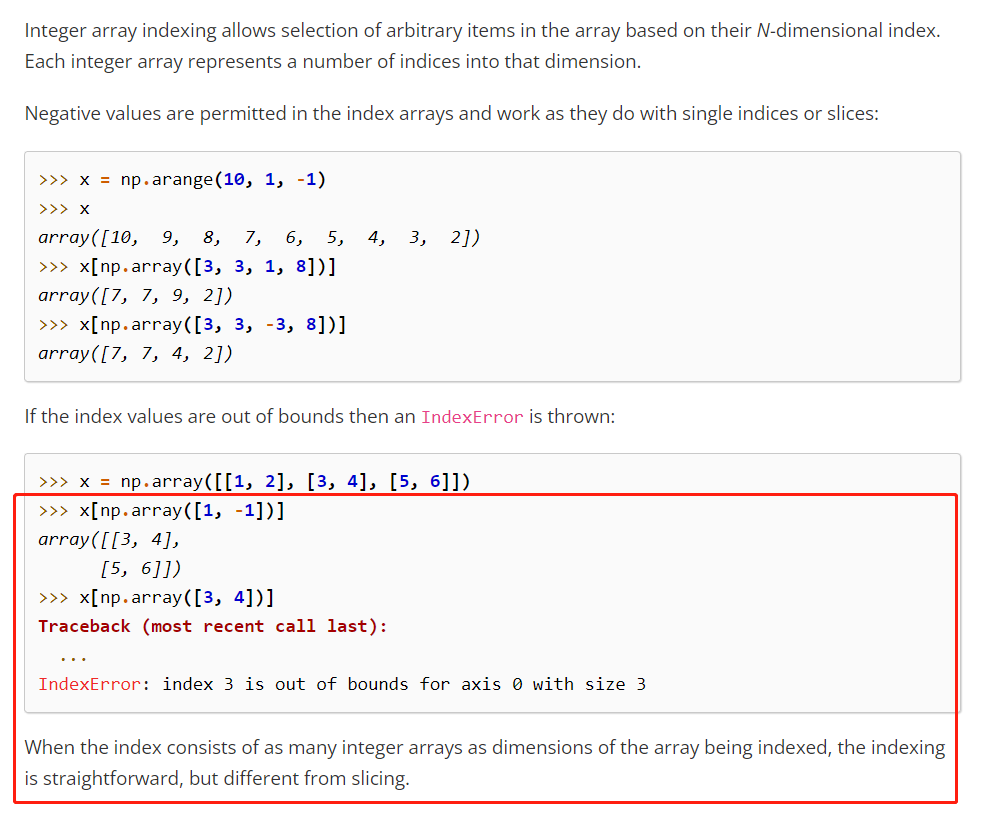 Integer array indexing allows selection of arbitrary items in the array based on their N-dimensional index.
Each integer array represents a number of indices into that dimension.
Negative values are permitted in the index arrays and work as they do with single indices or slices:
>>> x = np.arange(10, 1, -1)
>>> x
array([10,  9,  8,  7,  6,  5,  4,  3,  2])
>>> x[np.array([3, 3, 1, 8])]
array([7, 7, 9, 2])
>>> x[np.array([3, 3, -3, 8])]
array([7, 7, 4, 2])
If the index values are out of bounds then an IndexError is thrown:
>>> x = np.array([[1, 2], [3, 4], [5, 6]])
>>> x[np.array([1, -1])]
array([[3, 4],
      [5, 6]])
>>> x[np.array([3, 4])]
Traceback (most recent call last):
  ...
IndexError: index 3 is out of bounds for axis 0 with size 3
When the index consists of as many integer arrays as dimensions of the array being indexed, the indexing
is straightforward, but different from slicing.